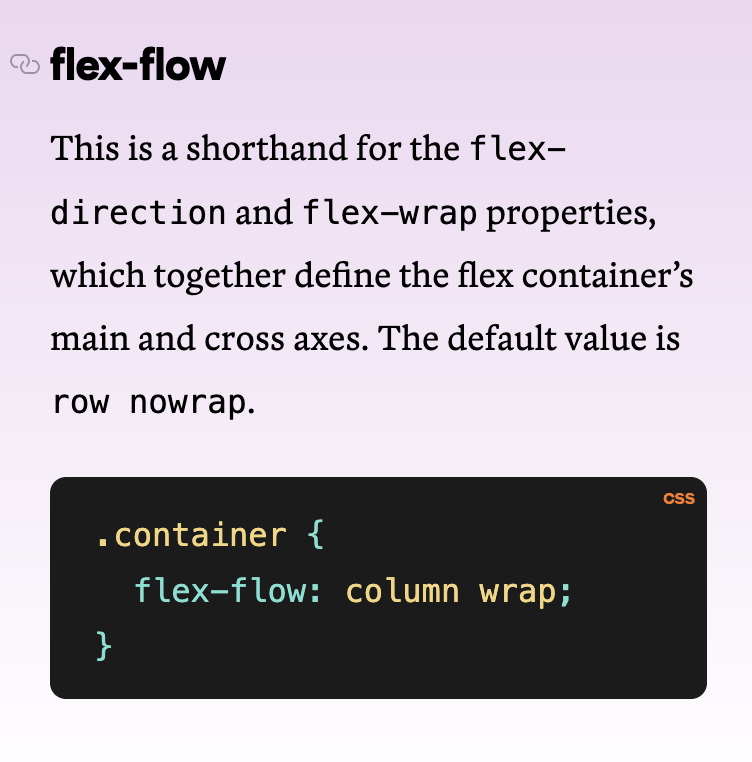 flex-flow
This is a shorthand for the flex-
direction and flex-wrap properties,
which together define the flex container’s
main and cross axes. The default value is
row nowrap.
CSS
.container {
  flex-flow: column wrap;
}